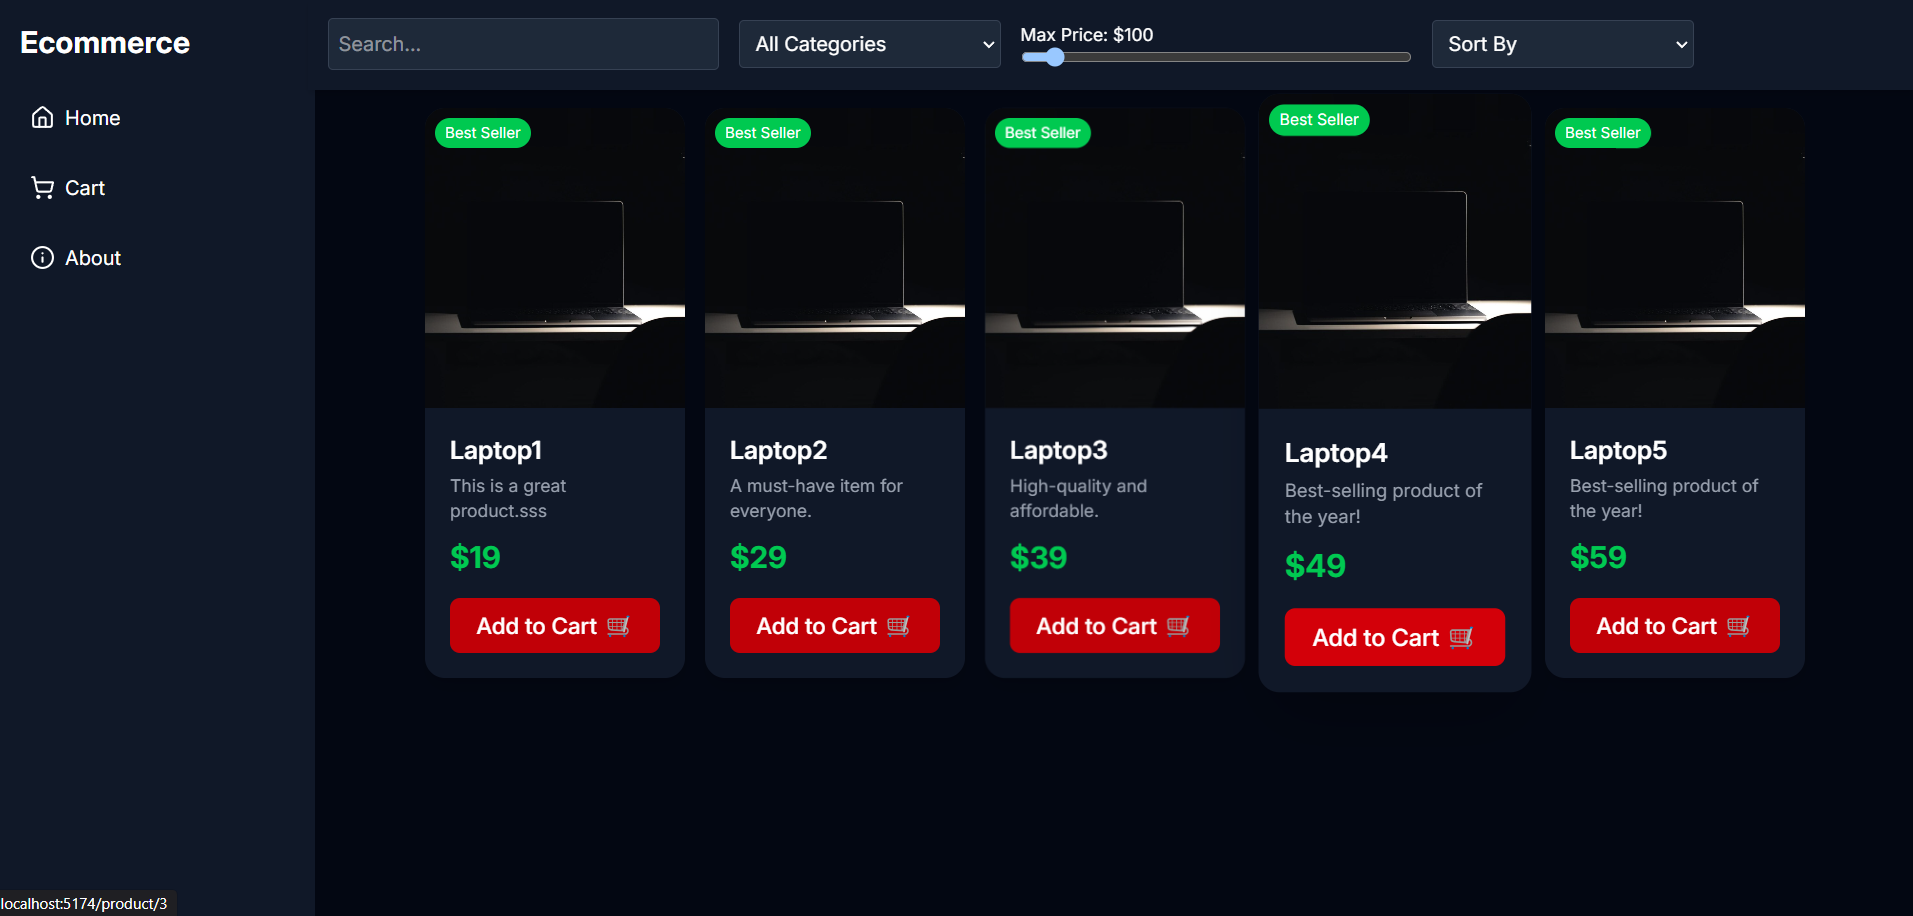 Ecommerce
Home
Cart
About
Search...
All Categories
Max Price: $100
Sort By
Best Seller
Laptop1
This is a great
product.sss
$19
Add to Cart 🛒
Best Seller
Laptop2
A must-have item for
everyone.
$29
Add to Cart 🛒
Best Seller
Laptop3
High-quality and
affordable.
$39
Add to Cart 🛒
Best Seller
Laptop4
Best-selling product of
the year!
$49
Add to Cart 🛒
Best Seller
Laptop5
Best-selling product of
the year!
$59
Add to Cart 🛒
localhost:5174/product/3